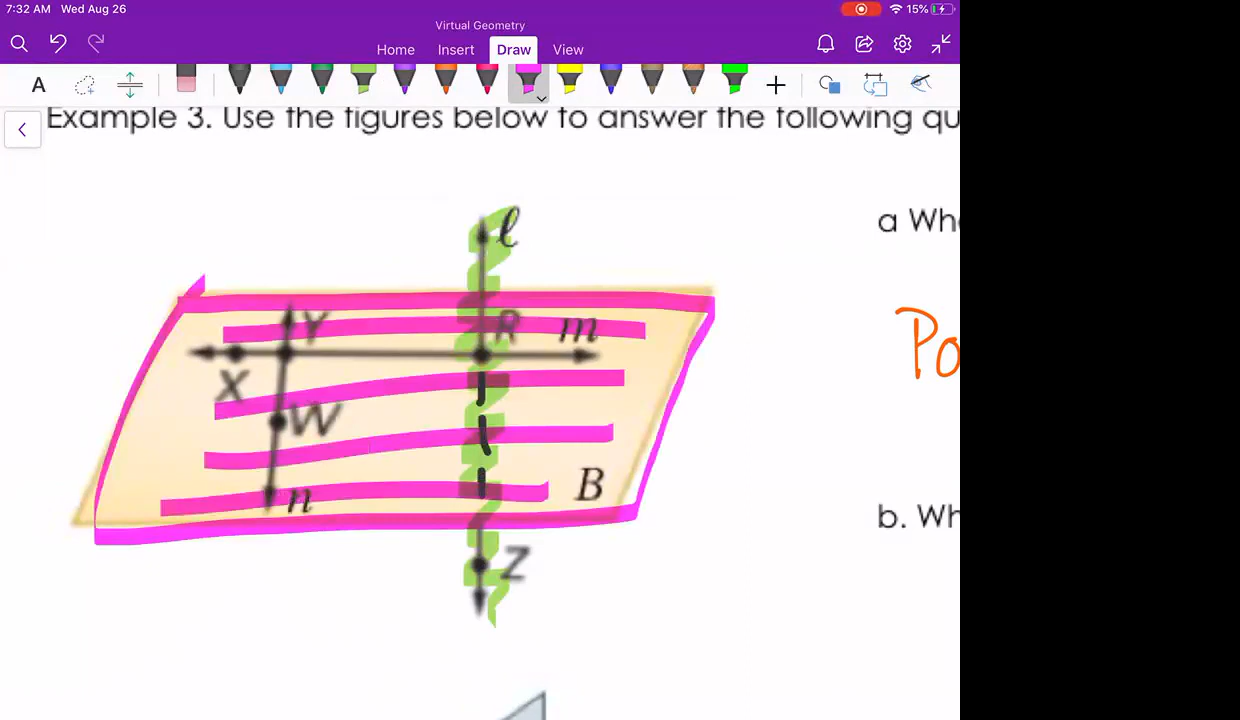 7:32 AM Wed Aug 26
15%
Virtual Geometry
Home Insert Draw View
A
Example 3. Use the figures below to answer the following qu
ℓ
a Wh
Y R m
Po
X
W
B
n
b. Wh
Z